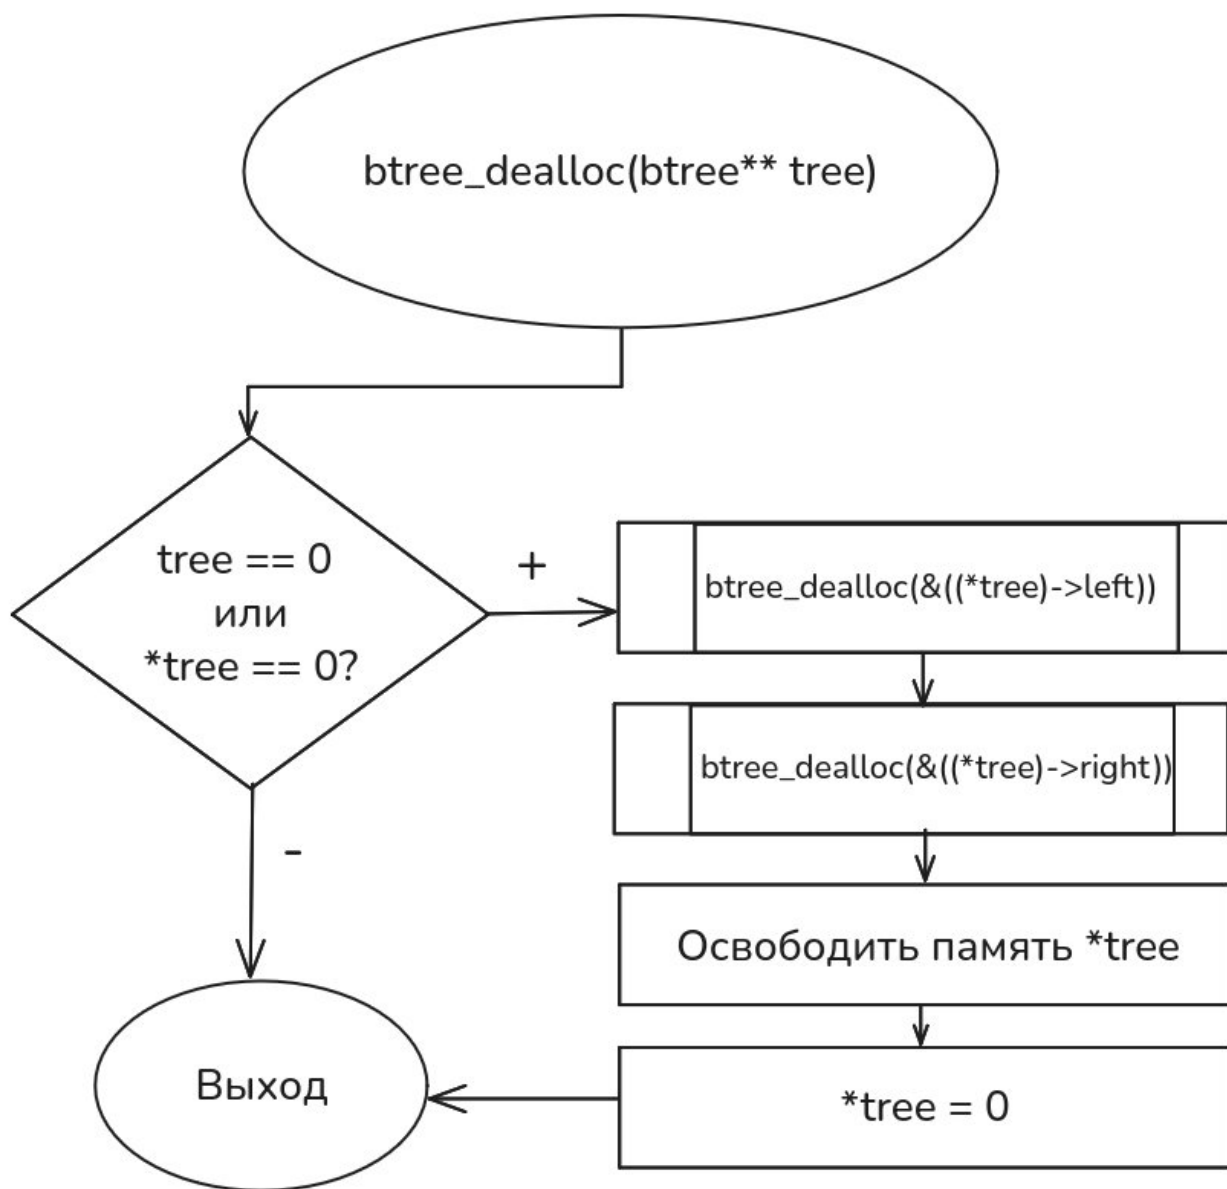 btree_dealloc(btree** tree)
tree == 0
или
*tree == 0?
+
btree_dealloc(&((*tree)->left))
btree_dealloc(&((*tree)->right))
-
Освободить память *tree
Выход
*tree = 0